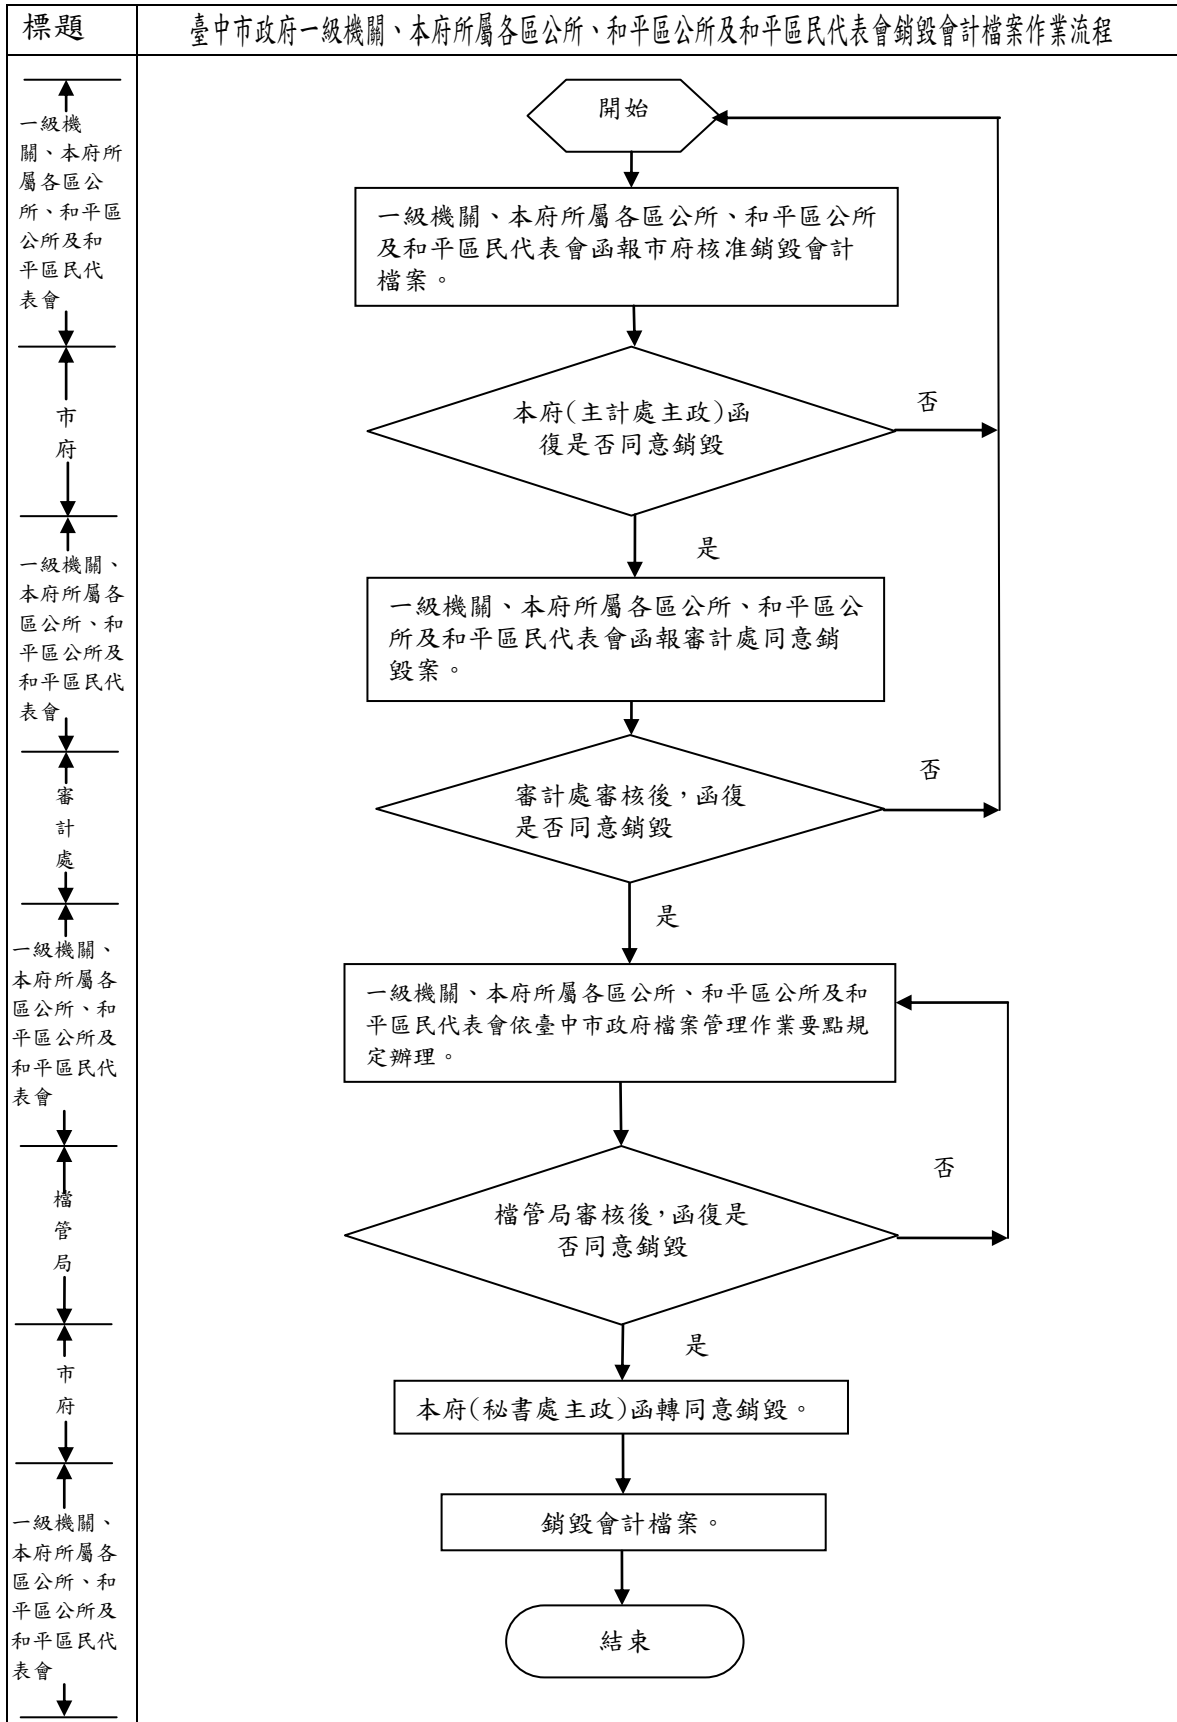 標題
臺中市政府一級機關、本府所屬各區公所、和平區公所及和平區民代表會銷毀會計檔案作業流程
一級機
關、本府所
屬各區公
所、和平區
公所及和
平區民代
表會
開始
一級機關、本府所屬各區公所、和平區公所
及和平區民代表會函報市府核准銷毀會計
檔案。
市
府
本府(主計處主政)函
復是否同意銷毀
否
是
一級機關、
本府所屬各
區公所、和
平區公所及
和平區民代
表會
一級機關、本府所屬各區公所、和平區公
所及和平區民代表會函報審計處同意銷
毀案。
審
計
處
審計處審核後，函復
是否同意銷毀
否
是
一級機關、
本府所屬各
區公所、和
平區公所及
和平區民代
表會
一級機關、本府所屬各區公所、和平區公所及和
平區民代表會依臺中市政府檔案管理作業要點規
定辦理。
檔
管
局
檔管局審核後，函復是
否同意銷毀
否
是
市
府
本府(秘書處主政)函轉同意銷毀。
一級機關、
本府所屬各
區公所、和
平區公所及
和平區民代
表會
銷毀會計檔案。
結束